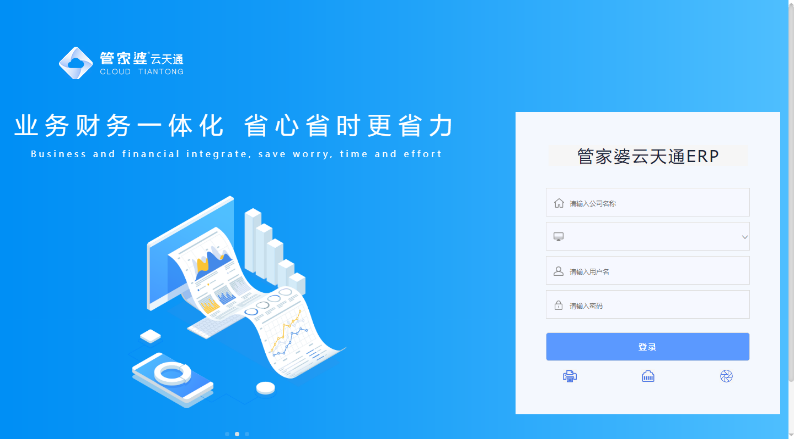 管家婆云天通
CLOUD TIANTONG
业务财务一体化 省心省时更省力
Business and financial integrate, save worry, time and effort
管家婆云天通ERP
请输入公司名称
请输入用户名
请输入密码
登录